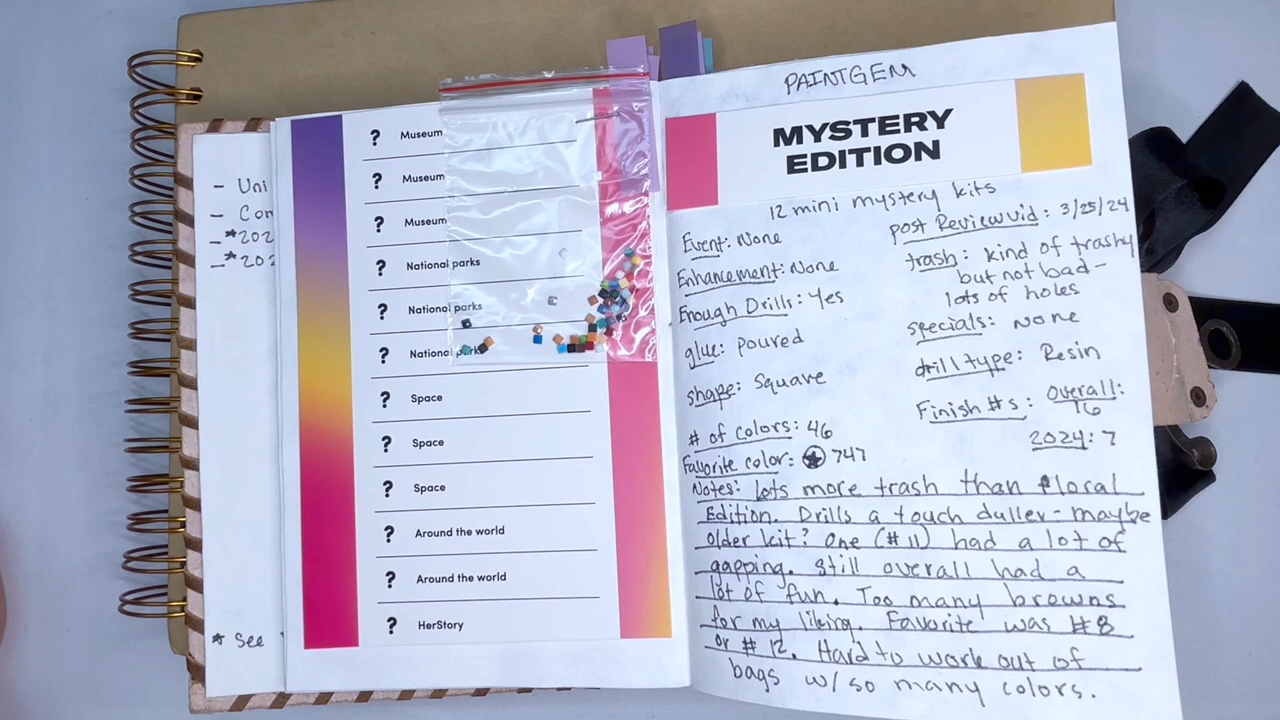 - Uni
- Con
- *202
- *202
* See
? Museum
? Museum
? Museum
? National parks
? National parks
? National parks
? Space
? Space
? Space
? Around the world
? Around the world
? HerStory
PAINTGEM
MYSTERY
EDITION
12 mini mystery kits
Event: None
Enhancement: None
Enough Drills: Yes
glue: poured
shape: Square
# of colors: 46
Favorite color: ★ 747
post Review vid: 3/25/24
trash: kind of trashy
but not bad-
lots of holes
specials: None
drill type: Resin
Finish #s: Overall:
16
2024: 7
Notes: Lots more trash than Floral
Edition. Drills a touch duller - maybe
older kit? One (#11) had a lot of
gapping. Still overall had a
lot of fun. Too many browns
for my liking. Favorite was #8
or #12. Hard to work out of
bags w/ so many colors.